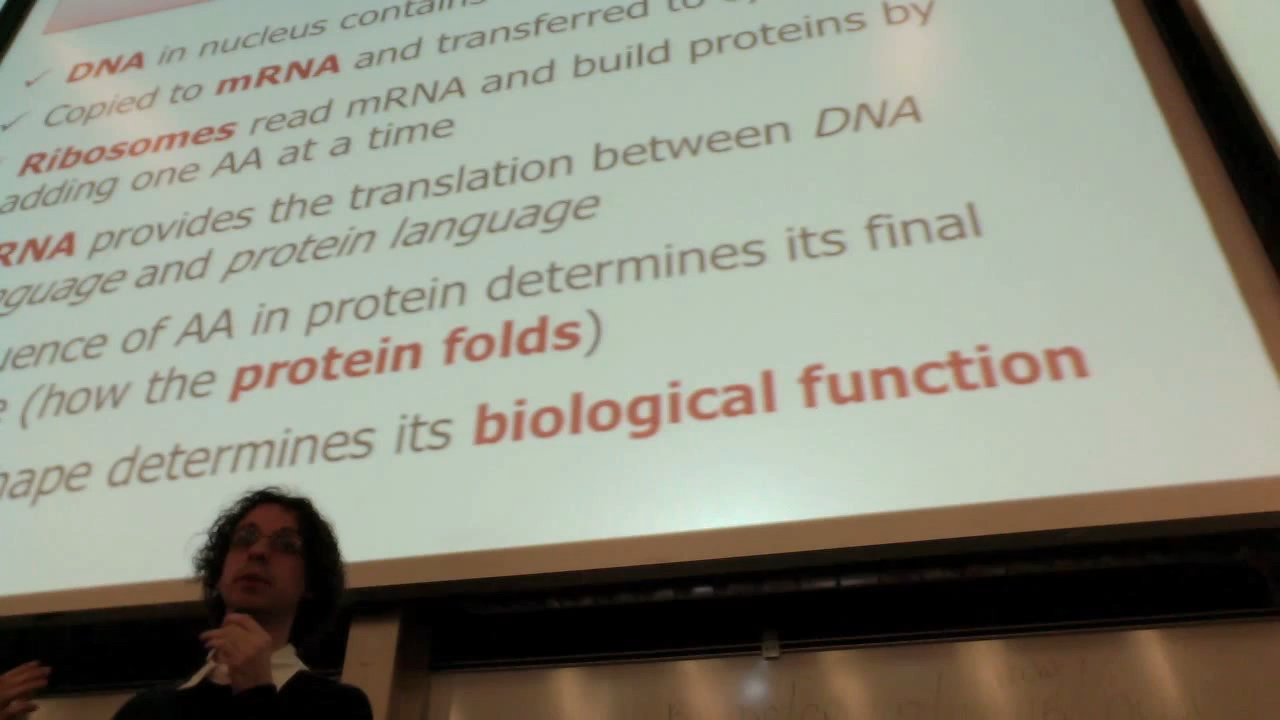 ✓ DNA in nucleus contains
✓ Copied to mRNA and transferred to
Ribosomes read mRNA and build proteins by
adding one AA at a time
RNA provides the translation between DNA
nguage and protein language
uence of AA in protein determines its final
e (how the protein folds)
hape determines its biological function